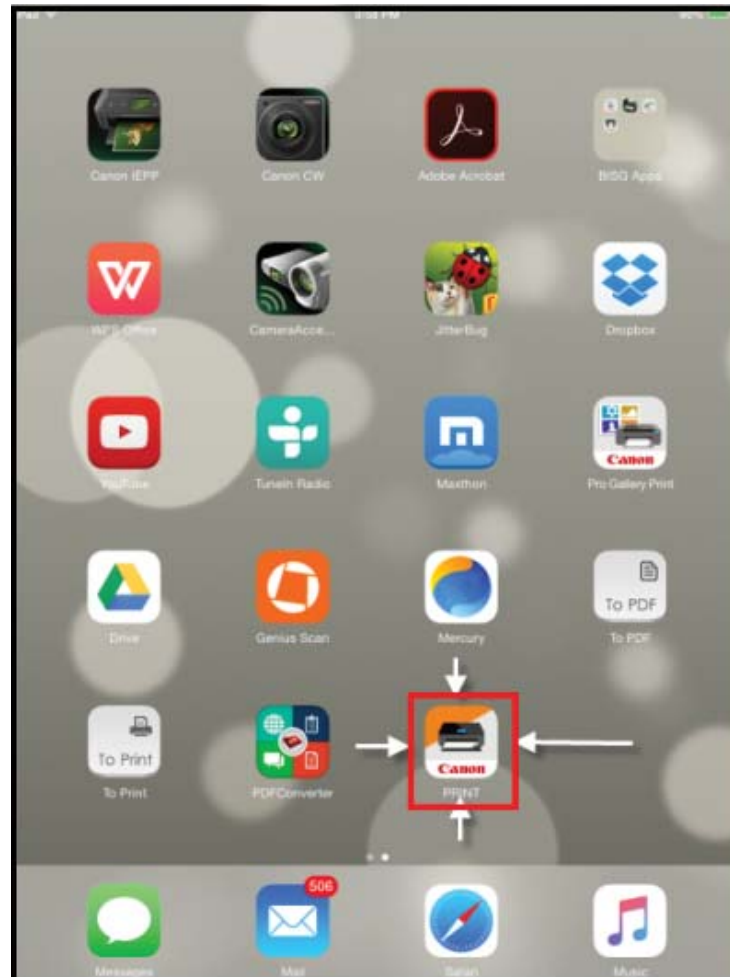 iPad
Canon iEPP
Canon CW
Adobe Acrobat
BISG Apps
WPS Office
CameraAcce...
JitterBug
Dropbox
YouTube
TuneIn Radio
Maxthon
Canon
Pro Gallery Print
Drive
Genius Scan
Mercury
To PDF
To PDF
To Print
To Print
PDFConverter
Canon
PRINT
506
Messages
Mail
Safari
Music